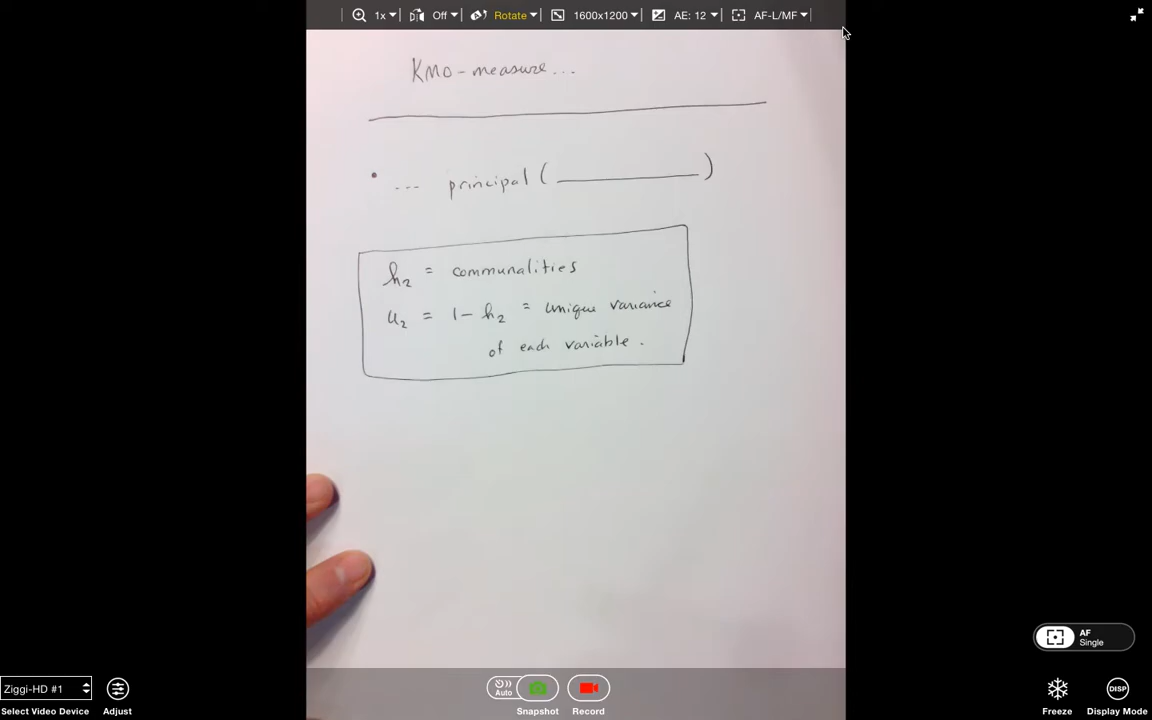 1x Off Rotate 1600x1200 AE: 12 AF-L/MF
KMO-measure...
• --- principal (__________)
h₂ = communalities
u₂ = 1 - h₂ = unique variance
of each variable.
AF
Single
Ziggi-HD #1
Auto
Select Video Device
Adjust
Snapshot
Record
Freeze
DISP
Display Mode